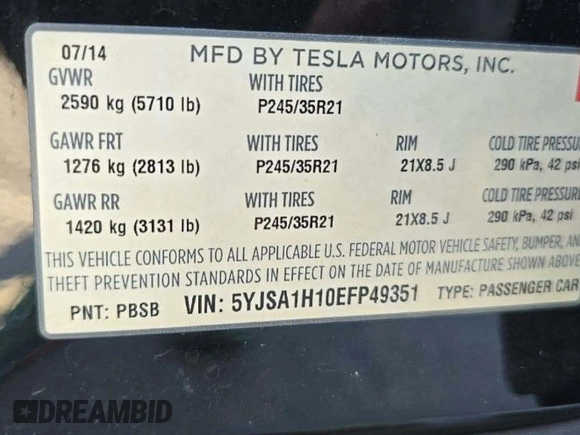 07/14 MFD BY TESLA MOTORS, INC.
GVWR WITH TIRES
2590 kg (5710 lb) P245/35R21
GAWR FRT WITH TIRES RIM COLD TIRE PRESSURE
1276 kg (2813 lb) P245/35R21 21X8.5 J 290 kPa, 42 psi
GAWR RR WITH TIRES RIM COLD TIRE PRESSURE
1420 kg (3131 lb) P245/35R21 21X8.5 J 290 kPa, 42 psi
THIS VEHICLE CONFORMS TO ALL APPLICABLE U.S. FEDERAL MOTOR VEHICLE SAFETY, BUMPER, AND
THEFT PREVENTION STANDARDS IN EFFECT ON THE DATE OF MANUFACTURE SHOWN ABOVE
PNT: PBSB VIN: 5YJSA1H10EFP49351 TYPE: PASSENGER CAR
DREAMBID